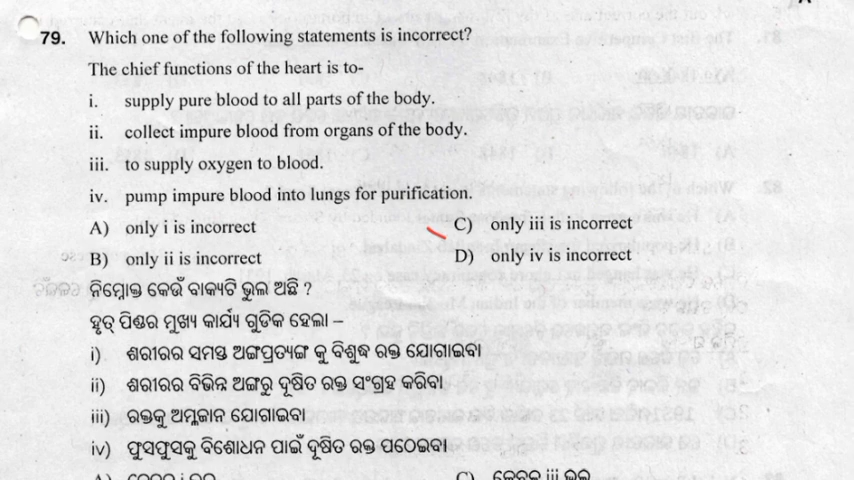 79. Which one of the following statements is incorrect?
The chief functions of the heart is to-
i. supply pure blood to all parts of the body.
ii. collect impure blood from organs of the body.
iii. to supply oxygen to blood.
iv. pump impure blood into lungs for purification.
A) only i is incorrect C) only iii is incorrect
B) only ii is incorrect D) only iv is incorrect
ନିମ୍ନୋକ୍ତ କେଉଁ ବାକ୍ୟଟି ଭୁଲ ଅଛି ?
ହୃତ୍ ପିଣ୍ଡର ମୁଖ୍ୟ କାର୍ଯ୍ୟ ଗୁଡିକ ହେଲା –
i) ଶରୀରର ସମସ୍ତ ଅଙ୍ଗପ୍ରତ୍ୟଙ୍ଗ କୁ ବିଶୁଦ୍ଧ ରକ୍ତ ଯୋଗାଇବା
ii) ଶରୀରର ବିଭିନ୍ନ ଅଙ୍ଗରୁ ଦୂଷିତ ରକ୍ତ ସଂଗ୍ରହ କରିବା
iii) ରକ୍ତକୁ ଅମ୍ଳଜାନ ଯୋଗାଇବା
iv) ଫୁସଫୁସକୁ ବିଶୋଧନ ପାଇଁ ଦୂଷିତ ରକ୍ତ ପଠେଇବା
A) କେବଳ i ଭୁଲ C) କେବଳ iii ଭୁଲ